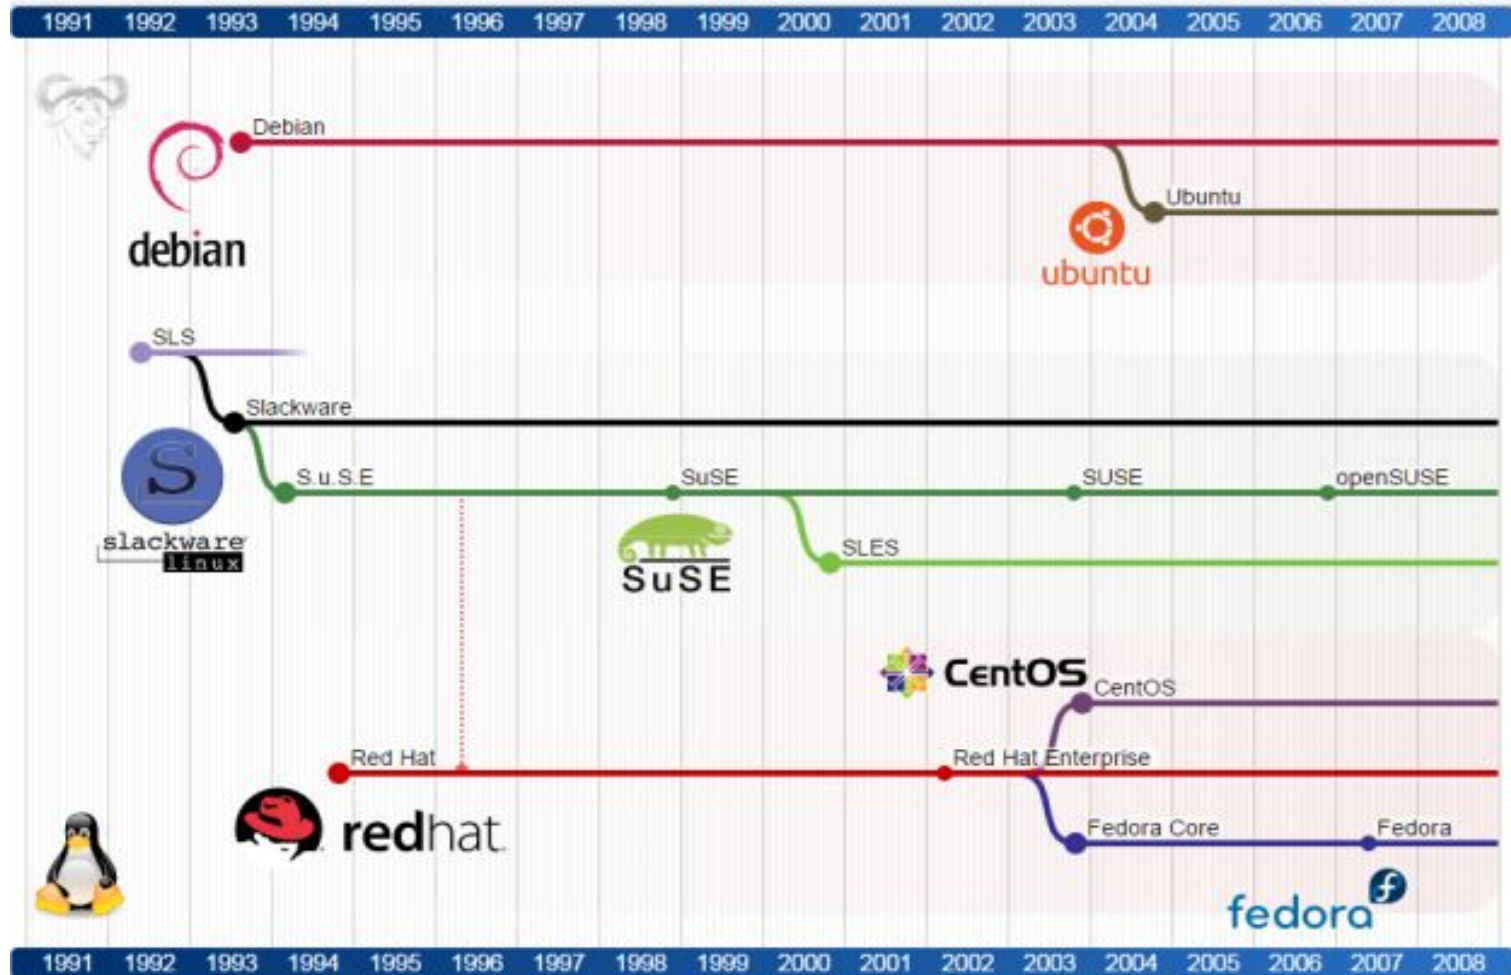 1991 1992 1993 1994 1995 1996 1997 1998 1999 2000 2001 2002 2003 2004 2005 2006 2007 2008
Debian
debian
Ubuntu
ubuntu
SLS
Slackware
S
slackware
linux
S.u.S.E
SuSE
SUSE
openSUSE
SuSE
SLES
CentOS
CentOS
Red Hat
Red Hat Enterprise
redhat.
Fedora Core
Fedora
fedora
1991 1992 1993 1994 1995 1996 1997 1998 1999 2000 2001 2002 2003 2004 2005 2006 2007 2008